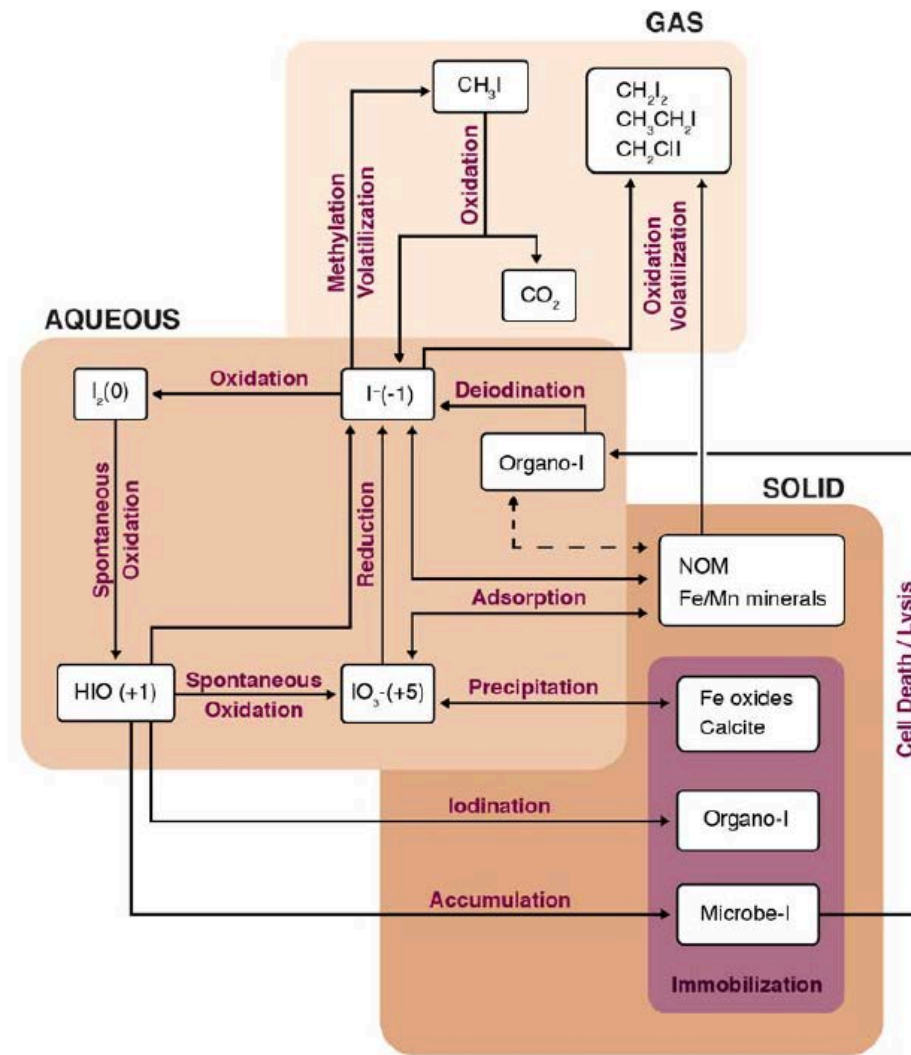 GAS
CH₃I
CH₂I₂
CH₃CH₂I
CH₂ClI
Methylation
Volatilization
Oxidation
Oxidation
Volatilization
CO₂
AQUEOUS
I₂(0)
Oxidation
I⁻(-1)
Deiodination
Organo-I
SOLID
Spontaneous
Oxidation
Reduction
NOM
Fe/Mn minerals
Adsorption
HIO (+1)
Spontaneous
Oxidation
IO₃-(+5)
Precipitation
Fe oxides
Calcite
Cell Death / Lysis
Iodination
Organo-I
Accumulation
Microbe-I
Immobilization